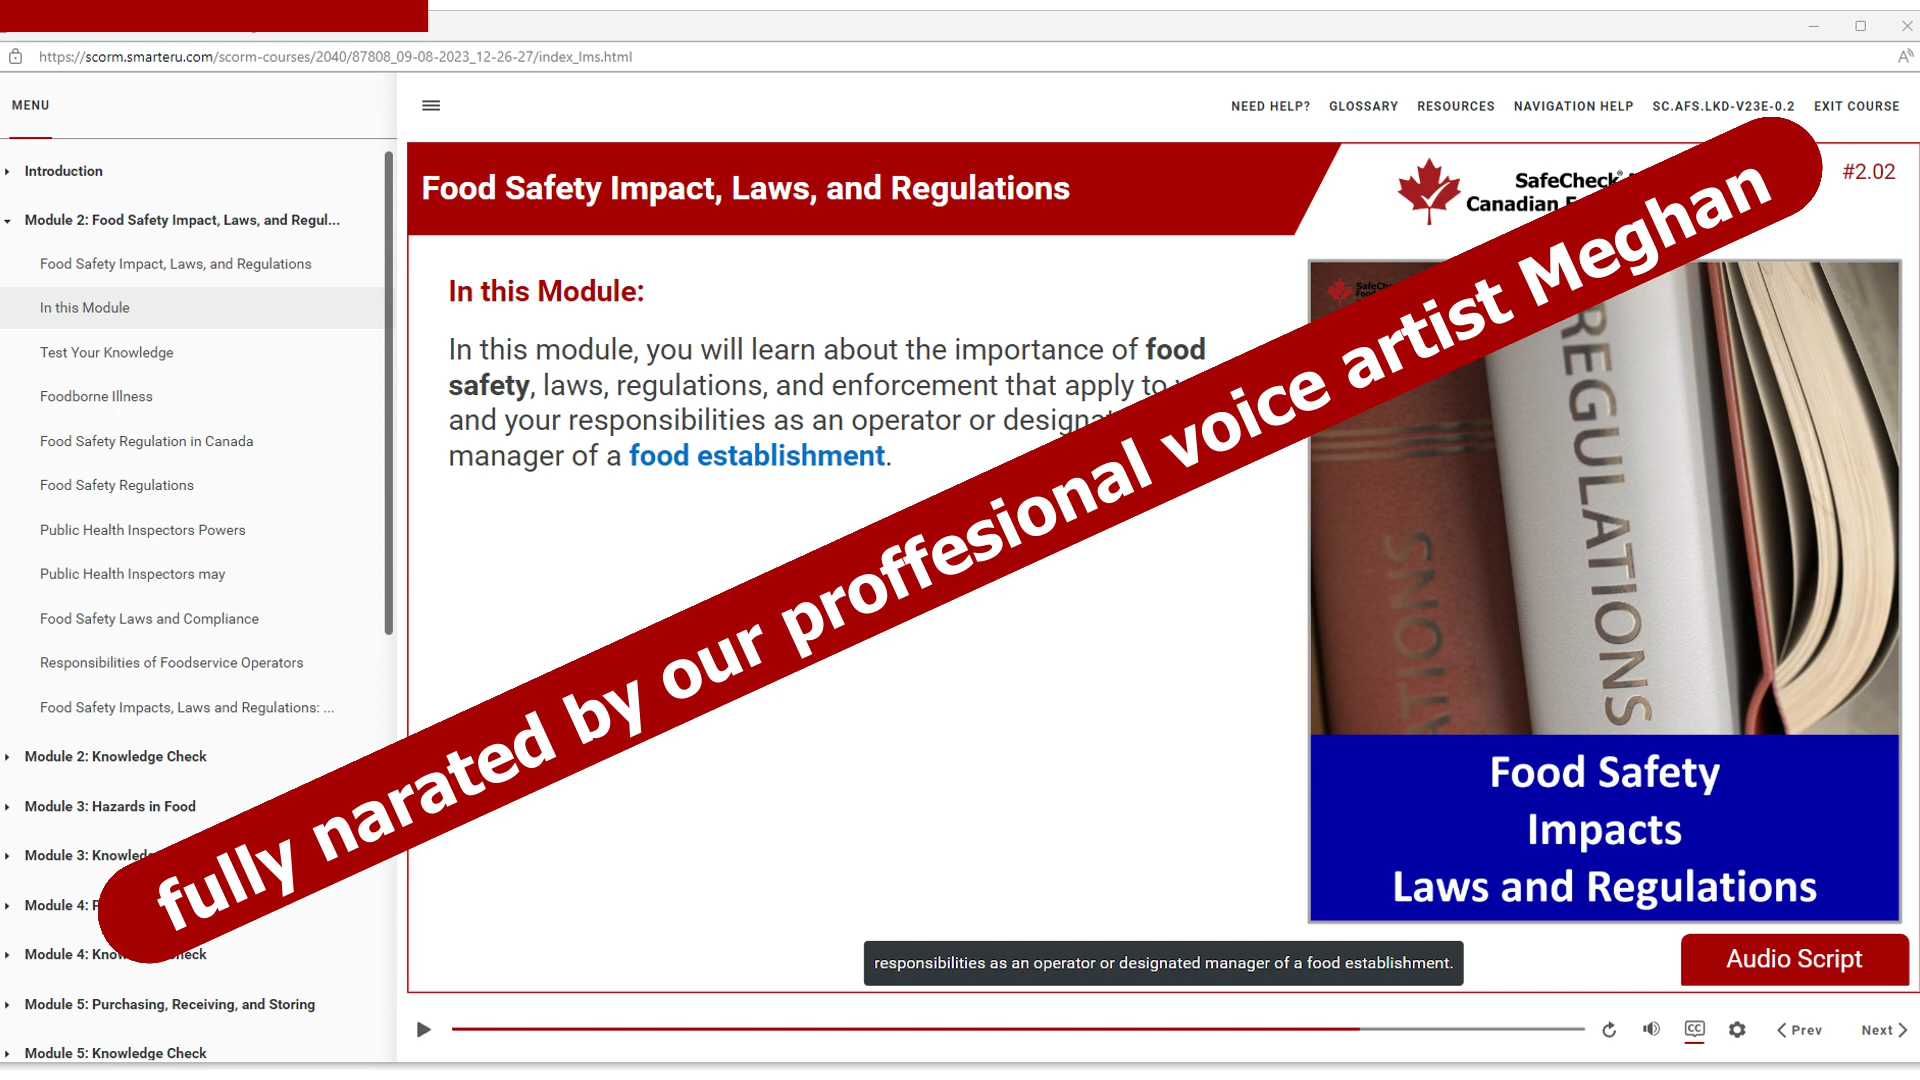 https://scorm.smarteru.com/scorm-courses/2040/87808_09-08-2023_12-26-27/index_lms.html
MENU
NEED HELP? GLOSSARY RESOURCES NAVIGATION HELP SC.AFS.LKD-V23E-0.2 EXIT COURSE
Introduction
Module 2: Food Safety Impact, Laws, and Regul...
Food Safety Impact, Laws, and Regulations
In this Module
Test Your Knowledge
Foodborne Illness
Food Safety Regulation in Canada
Food Safety Regulations
Public Health Inspectors Powers
Public Health Inspectors may
Food Safety Laws and Compliance
Responsibilities of Foodservice Operators
Food Safety Impacts, Laws and Regulations: ...
Module 2: Knowledge Check
Module 3: Hazards in Food
Module 3:
Module 4:
Module 4: Check
Module 5: Purchasing, Receiving, and Storing
Module 5: Knowledge Check
Food Safety Impact, Laws, and Regulations
SafeCheck®
Canadian
#2.02
In this Module:
In this module, you will learn about the importance of food
safety, laws, regulations, and enforcement that apply to
and your responsibilities as an operator or
manager of a food establishment.
fully narated by our proffesional voice artist Meghan
REGULATIONS
Food Safety
Impacts
Laws and Regulations
responsibilities as an operator or designated manager of a food establishment.
Audio Script
CC
Prev
Next